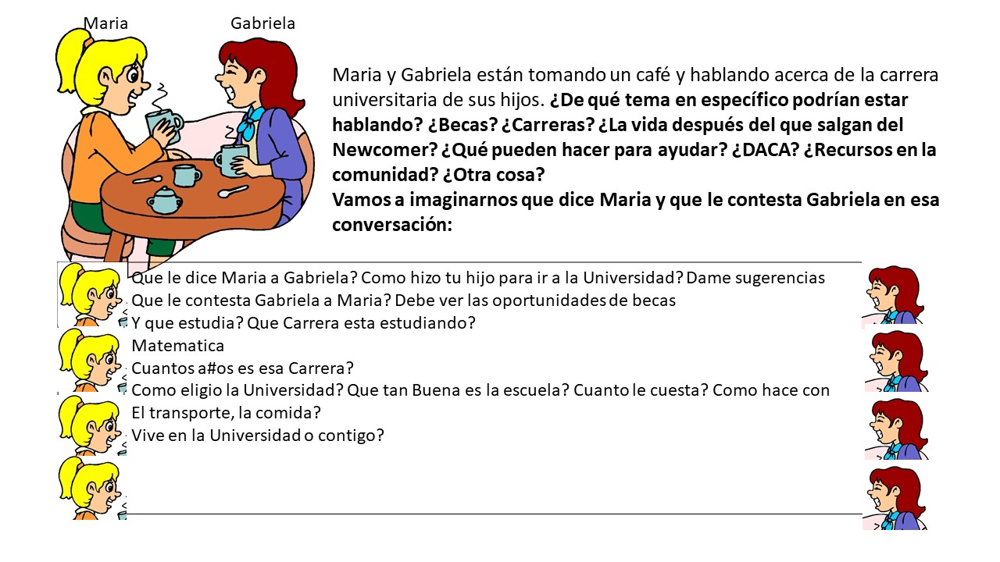 Maria
Gabriela
Maria y Gabriela están tomando un café y hablando acerca de la carrera
universitaria de sus hijos. ¿De qué tema en específico podrían estar
hablando? ¿Becas? ¿Carreras? ¿La vida después del que salgan del
Newcomer? ¿Qué pueden hacer para ayudar? ¿DACA? ¿Recursos en la
comunidad? ¿Otra cosa?
Vamos a imaginarnos que dice Maria y que le contesta Gabriela en esa
conversación:
Que le dice Maria a Gabriela? Como hizo tu hijo para ir a la Universidad? Dame sugerencias
Que le contesta Gabriela a Maria? Debe ver las oportunidades de becas
Y que estudia? Que Carrera esta estudiando?
Matematica
Cuantos a#os es esa Carrera?
Como eligio la Universidad? Que tan Buena es la escuela? Cuanto le cuesta? Como hace con
El transporte, la comida?
Vive en la Universidad o contigo?